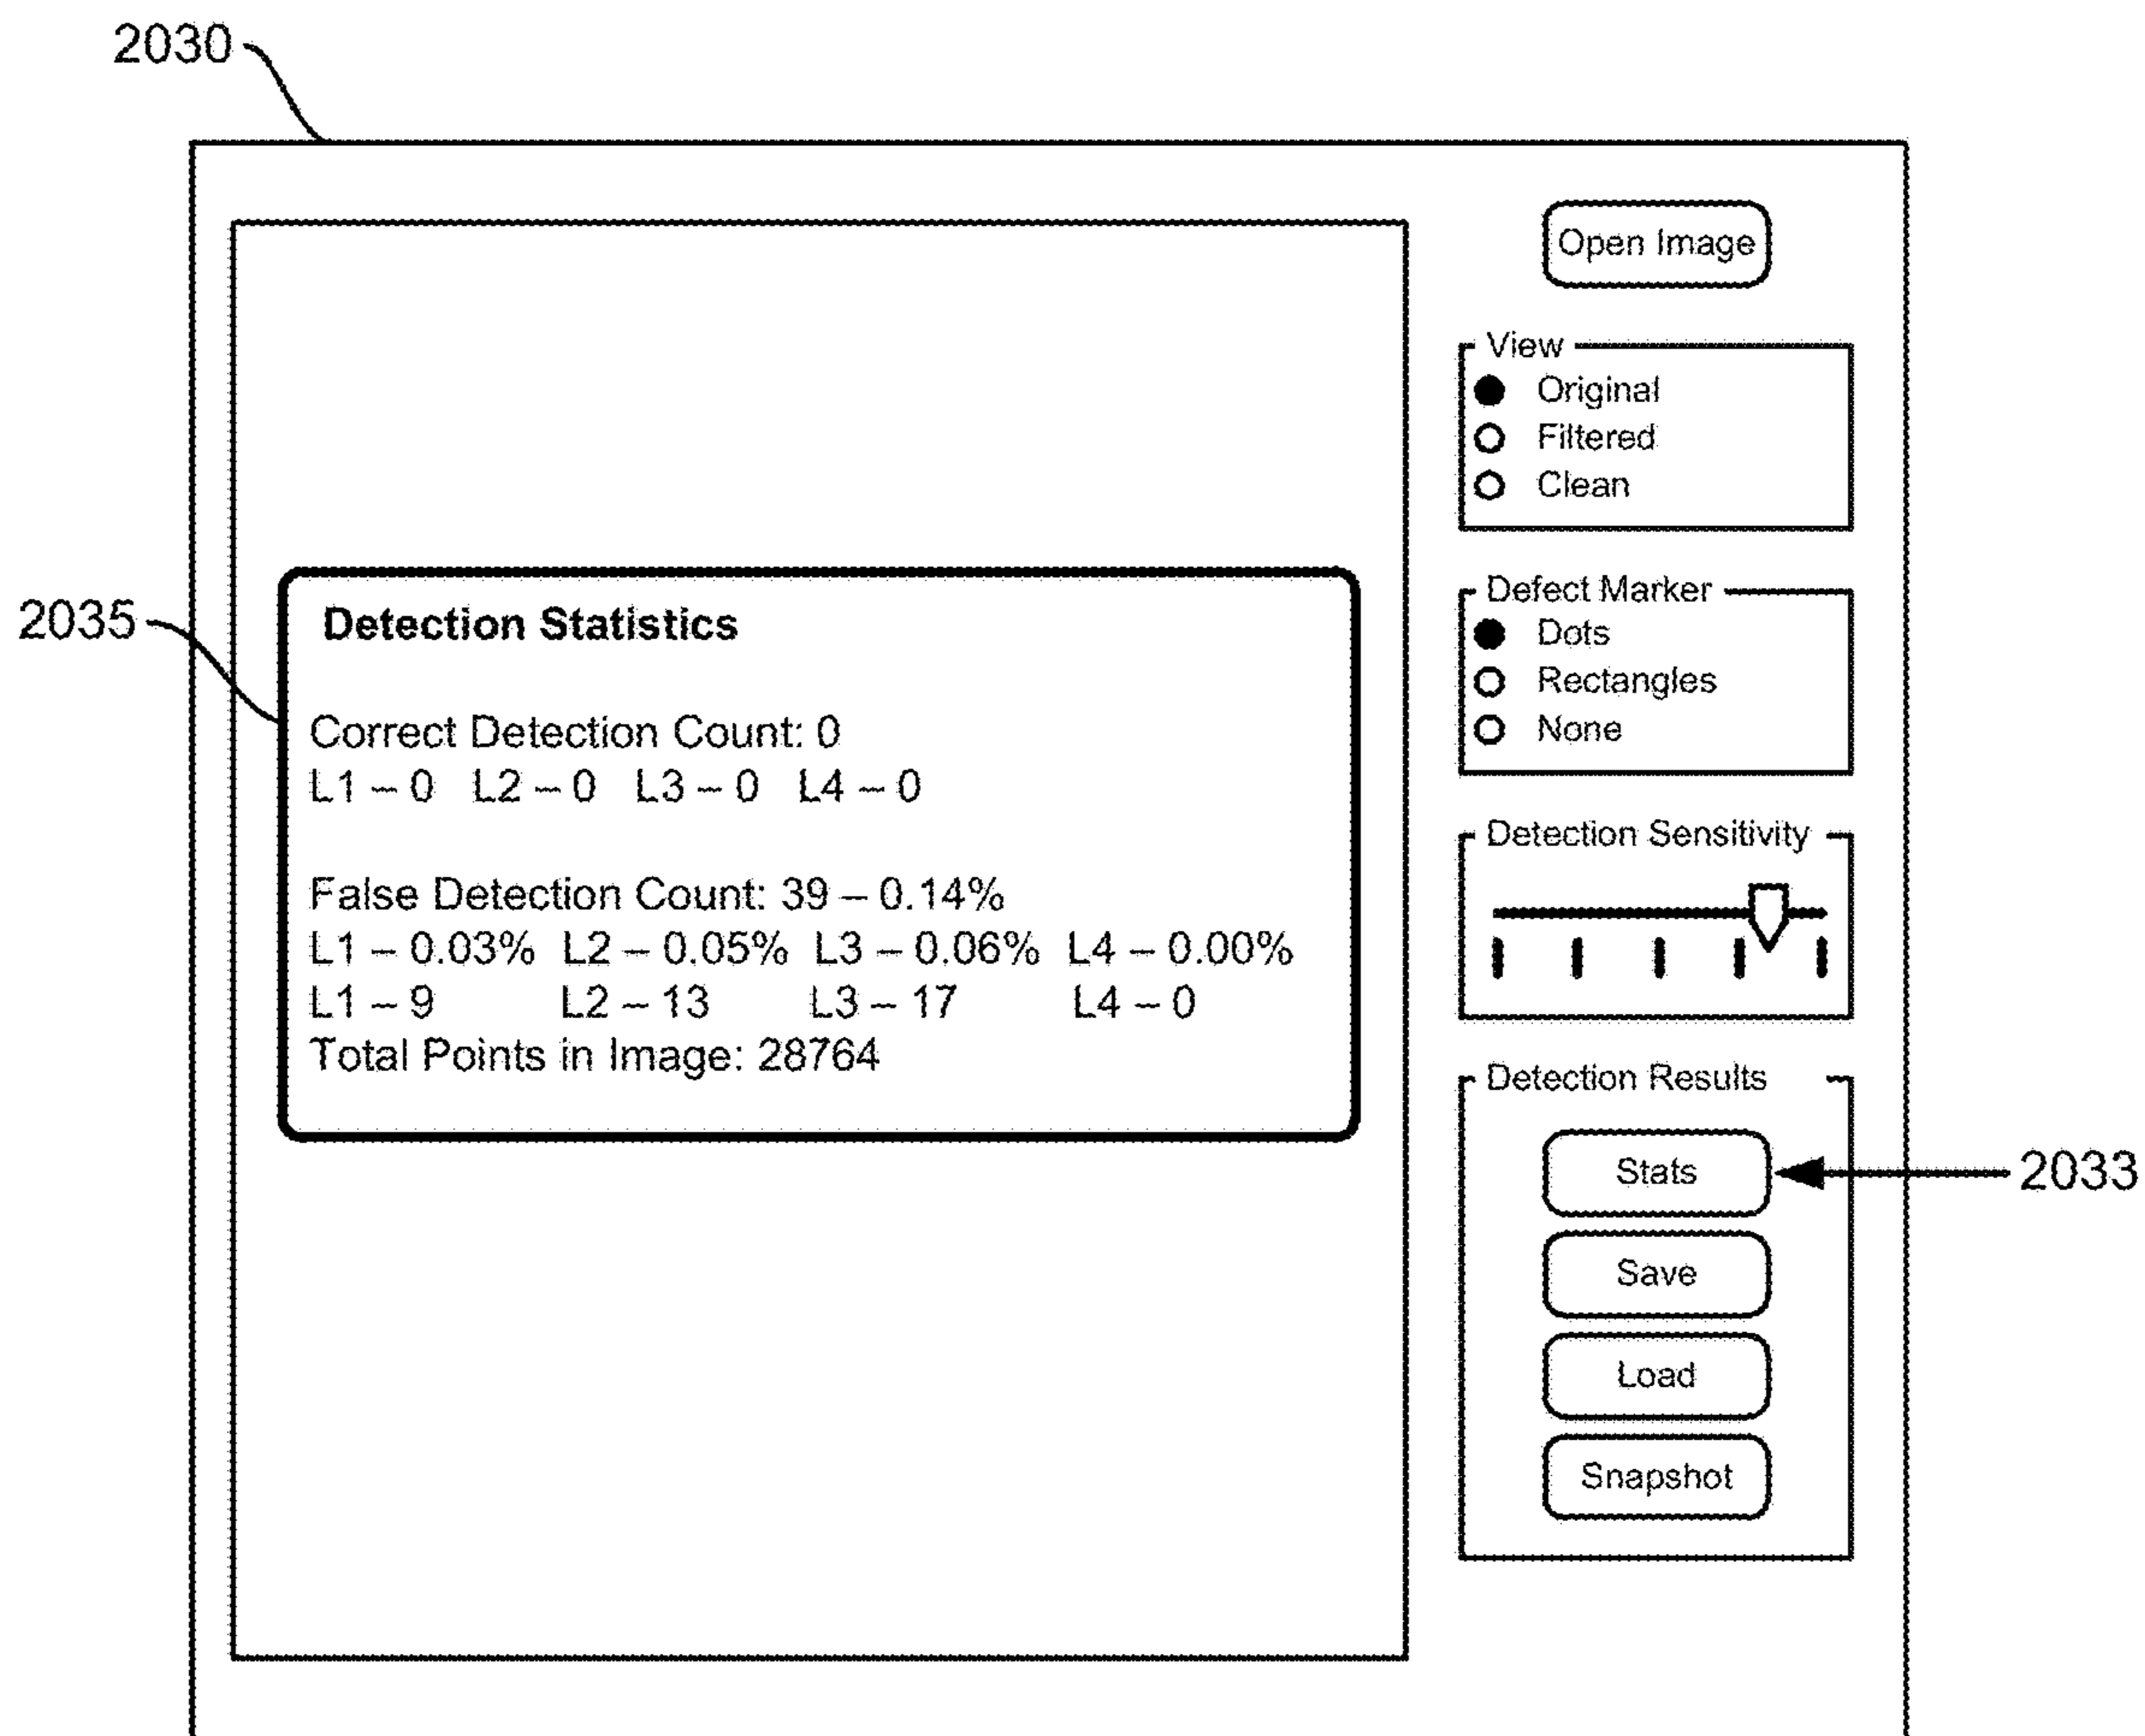 2030
2035
Detection Statistics
Correct Detection Count: 0
L1 – 0 L2 – 0 L3 – 0 L4 – 0
False Detection Count: 39 – 0.14%
L1 – 0.03% L2 – 0.05% L3 – 0.06% L4 – 0.00%
L1 – 9 L2 – 13 L3 – 17 L4 – 0
Total Points in Image: 28764
Open Image
View
Original
Filtered
Clean
Defect Marker
Dots
Rectangles
None
Detection Sensitivity
Detection Results
Stats
2033
Save
Load
Snapshot